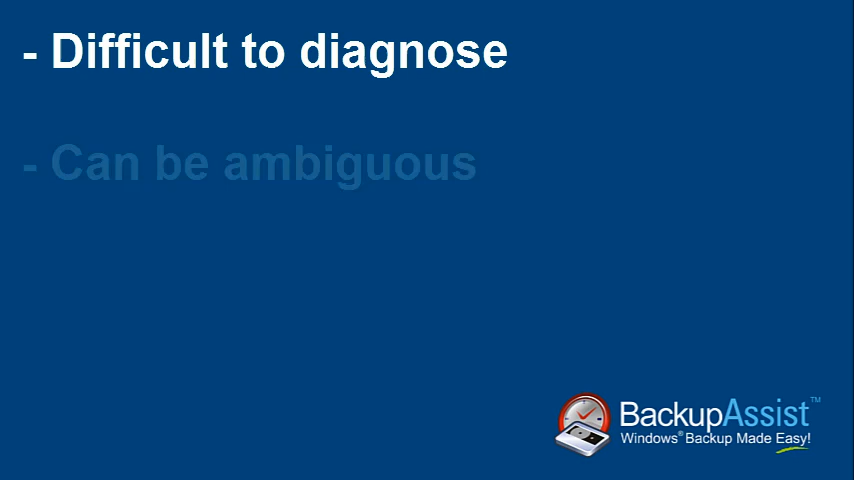 - Difficult to diagnose
- Can be ambiguous
BackupAssist™
Windows® Backup Made Easy!